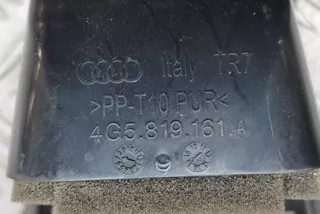 Italy TR7
>PP-T10 PUR<
4G5.819.161.A